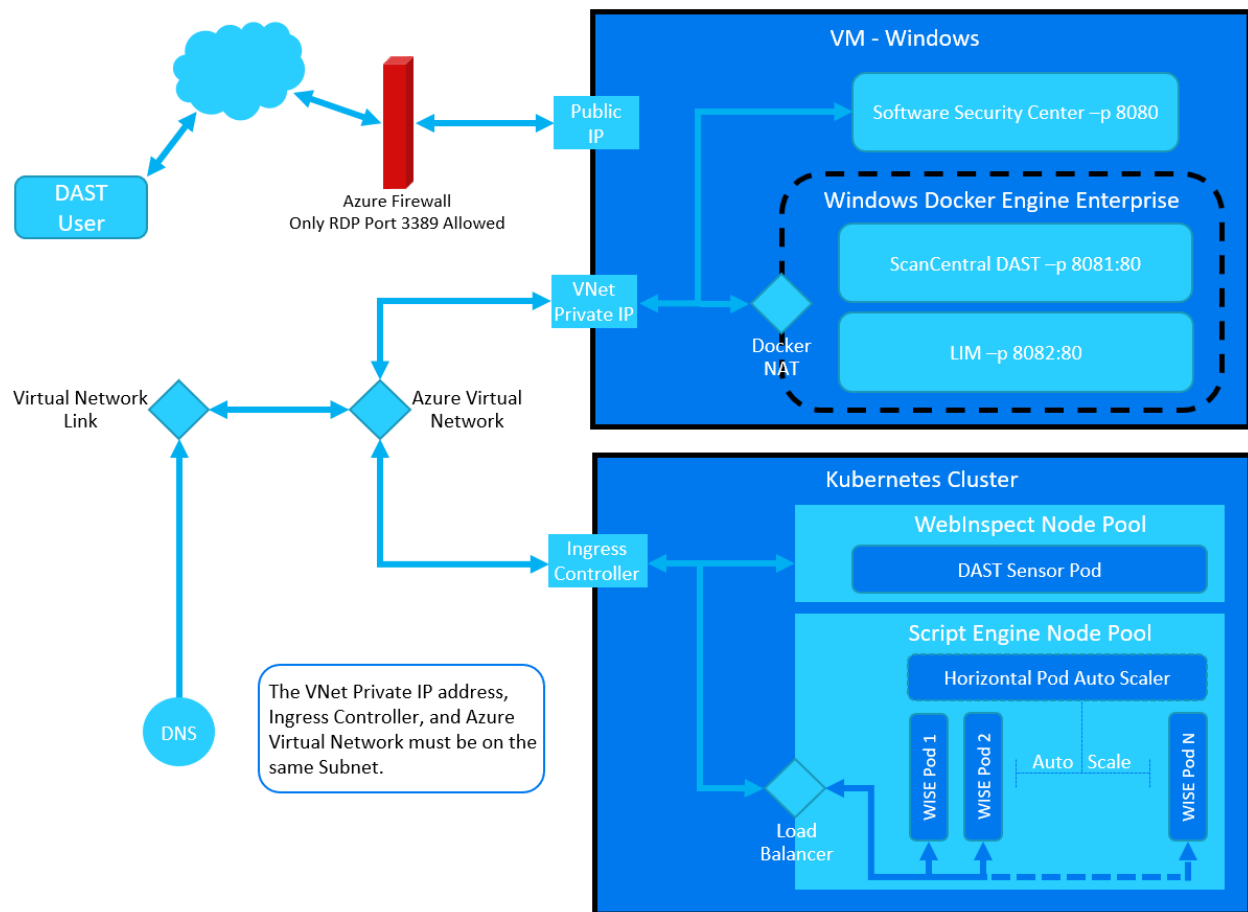 VM - Windows
Software Security Center –p 8080
Public
IP
DAST
User
Azure Firewall
Only RDP Port 3389 Allowed
Windows Docker Engine Enterprise
ScanCentral DAST –p 8081:80
VNet
Private IP
Docker
NAT
LIM –p 8082:80
Virtual Network
Link
Azure Virtual
Network
Kubernetes Cluster
WebInspect Node Pool
Ingress
Controller
DAST Sensor Pod
Script Engine Node Pool
Horizontal Pod Auto Scaler
The VNet Private IP address,
Ingress Controller, and Azure
Virtual Network must be on the
same Subnet.
DNS
WISE Pod 1
WISE Pod 2
Auto Scale
WISE Pod N
Load
Balancer